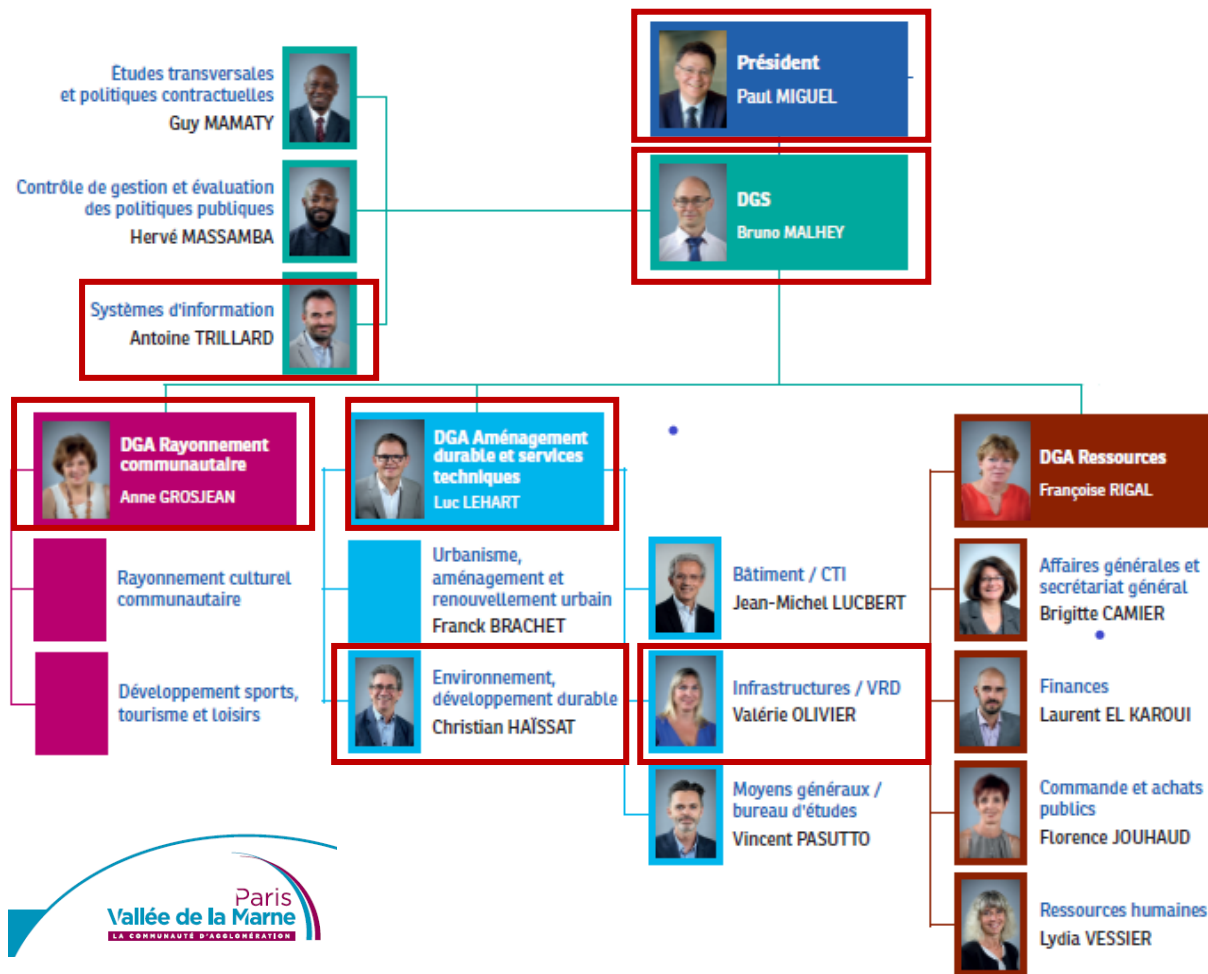 Études transversales
et politiques contractuelles
Guy MAMATY
Contrôle de gestion et évaluation
des politiques publiques
Hervé MASSAMBA
Systèmes d'information
Antoine TRILLARD
Président
Paul MIGUEL
DGS
Bruno MALHEY
DGA Rayonnement
communautaire
Anne GROSJEAN
Rayonnement culturel
communautaire
Développement sports,
tourisme et loisirs
DGA Aménagement
durable et services
techniques
Luc LEHART
Urbanisme,
aménagement et
renouvellement urbain
Franck BRACHET
Environnement,
développement durable
Christian HAÏSSAT
Bâtiment / CTI
Jean-Michel LUCBERT
Infrastructures / VRD
Valérie OLIVIER
Moyens généraux /
bureau d'études
Vincent PASUTTO
DGA Ressources
Françoise RIGAL
Affaires générales et
secrétariat général
Brigitte CAMIER
Finances
Laurent EL KAROUI
Commande et achats
publics
Florence JOUHAUD
Ressources humaines
Lydia VESSIER
Paris
Vallée de la Marne
LA COMMUNAUTÉ D'AGGLOMÉRATION